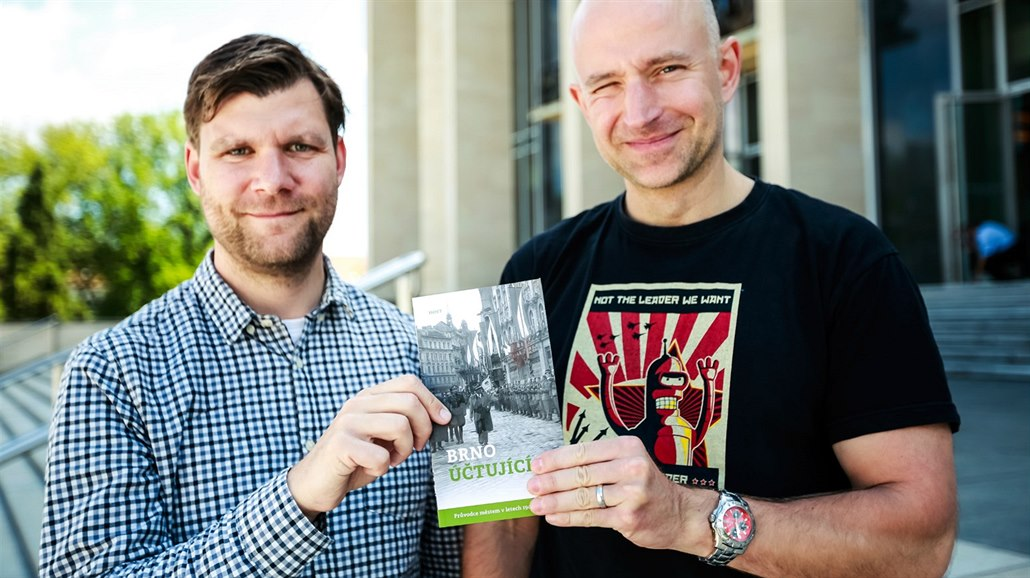 BRNO
ÚČTUJÍCÍ
Průvodce městem v letech
NOT THE LEADER WE WANT